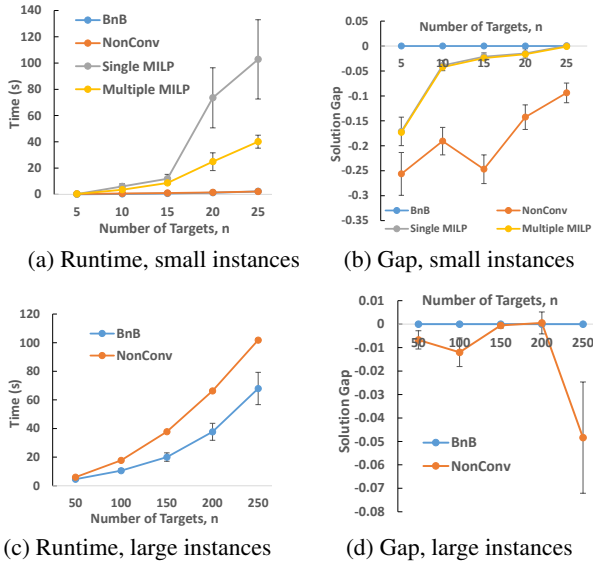 140
120
100
80
60
40
20
0
Time (s)
BnB
NonConv
Single MILP
Multiple MILP
5 10 15 20 25
Number of Targets, n
(a) Runtime, small instances
0.05
0
-0.05
-0.1
-0.15
-0.2
-0.25
-0.3
-0.35
Solution Gap
Number of Targets, n
5 10 15 20 25
BnB NonConv
Single MILP Multiple MILP
(b) Gap, small instances
120
100
80
60
40
20
0
Time (s)
BnB
NonConv
50 100 150 200 250
Number of Targets, n
(c) Runtime, large instances
0.01
0
-0.01
-0.02
-0.03
-0.04
-0.05
-0.06
-0.07
-0.08
Solution Gap
Number of Targets, n
50 100 150 200 250
BnB
NonConv
(d) Gap, large instances